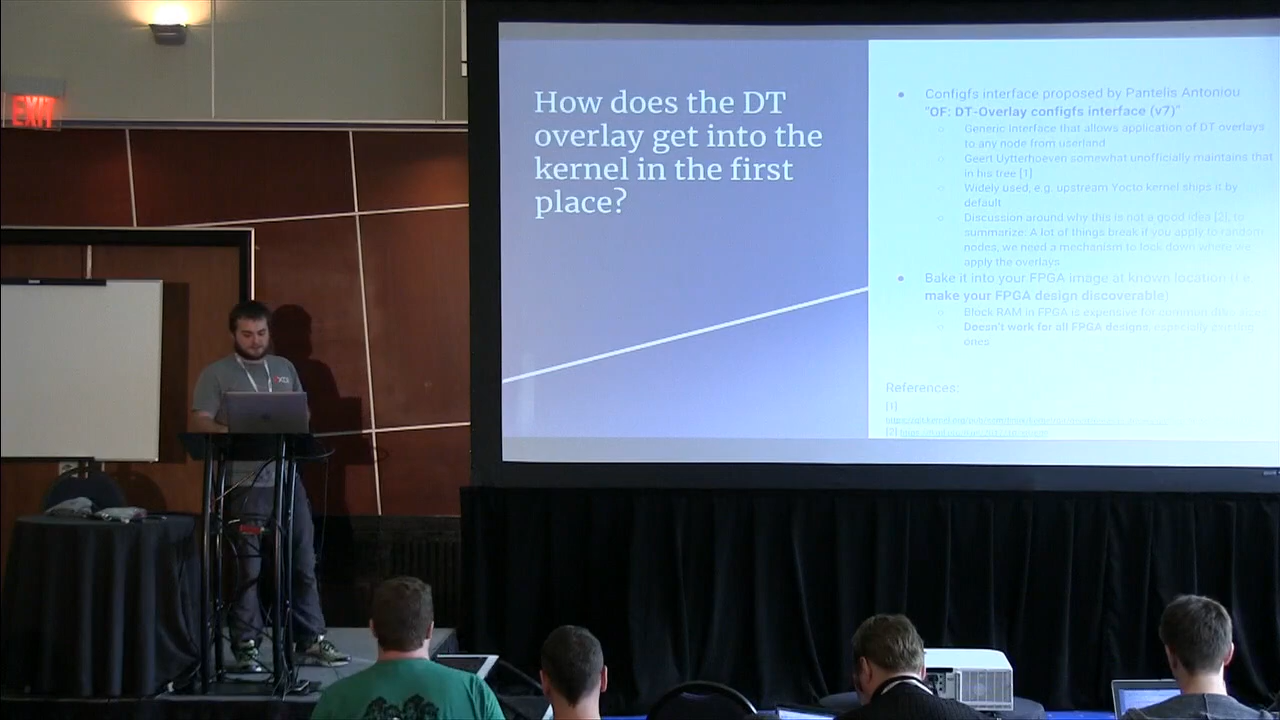 EXIT
How does the DT
overlay get into the
kernel in the first
place?
Configfs interface proposed by Pantelis Antoniou
"OF: DT-Overlay configfs interface (v7)"
Generic Interface that allows application of DT overlays
to any node from userland
Geert Uytterhoeven somewhat unofficially maintains that
in his tree [1]
Widely used, e.g. upstream Yocto kernel ships it by
default
Discussion around why this is not a good idea [2], to
summarize: A lot of things break if you apply to random
nodes, we need a mechanism to lock down where we
apply the overlays
Bake it into your FPGA image at known location (i.e.
make your FPGA design discoverable)
Block RAM in FPGA is expensive for common
Doesn't work for all FPGA designs, especially
ones
References:
[1]
[2]